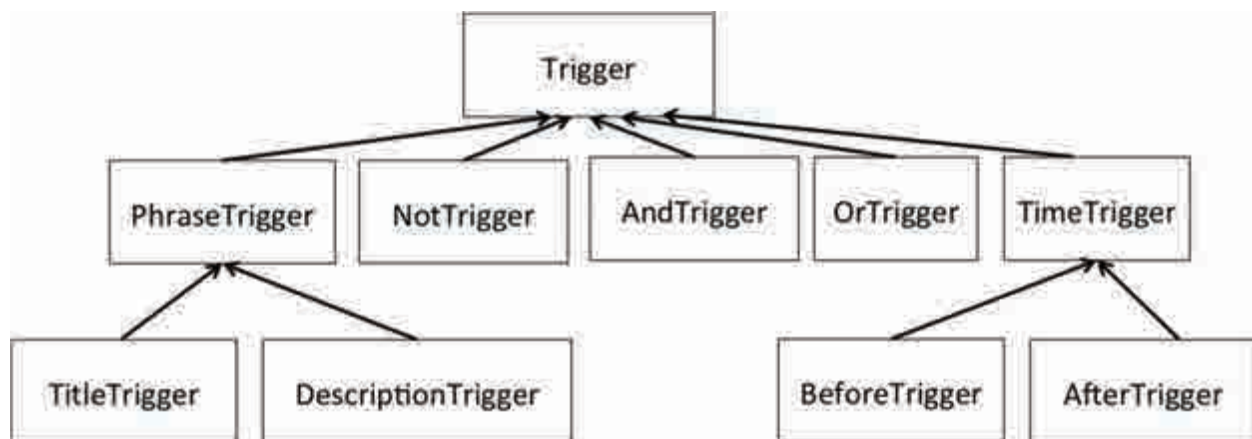 Trigger
PhraseTrigger
NotTrigger
AndTrigger
OrTrigger
TimeTrigger
TitleTrigger
DescriptionTrigger
BeforeTrigger
AfterTrigger